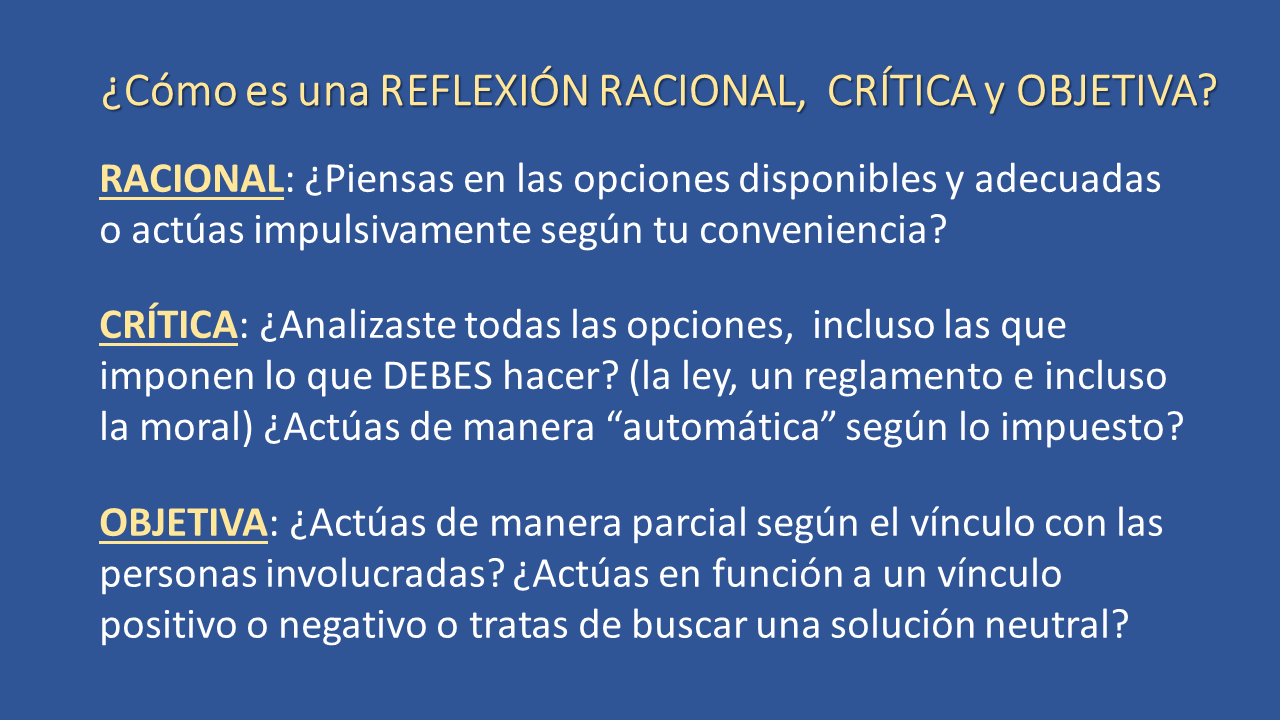 ¿Cómo es una REFLEXIÓN RACIONAL, CRÍTICA y OBJETIVA?
RACIONAL: ¿Piensas en las opciones disponibles y adecuadas
o actúas impulsivamente según tu conveniencia?
CRÍTICA: ¿Analizaste todas las opciones, incluso las que
imponen lo que DEBES hacer? (la ley, un reglamento e incluso
la moral) ¿Actúas de manera “automática” según lo impuesto?
OBJETIVA: ¿Actúas de manera parcial según el vínculo con las
personas involucradas? ¿Actúas en función a un vínculo
positivo o negativo o tratas de buscar una solución neutral?